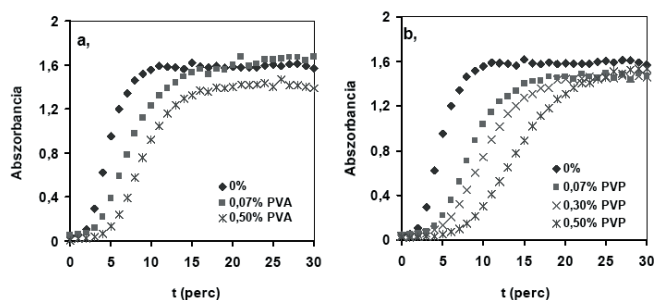 a,
Abszorbancia
2
1,6
1,2
0,8
0,4
0
0%
0,07% PVA
0,50% PVA
0 5 10 15 20 25 30
t (perc)
b,
Abszorbancia
2
1,6
1,2
0,8
0,4
0
0%
0,07% PVP
0,30% PVP
0,50% PVP
0 5 10 15 20 25 30
t (perc)